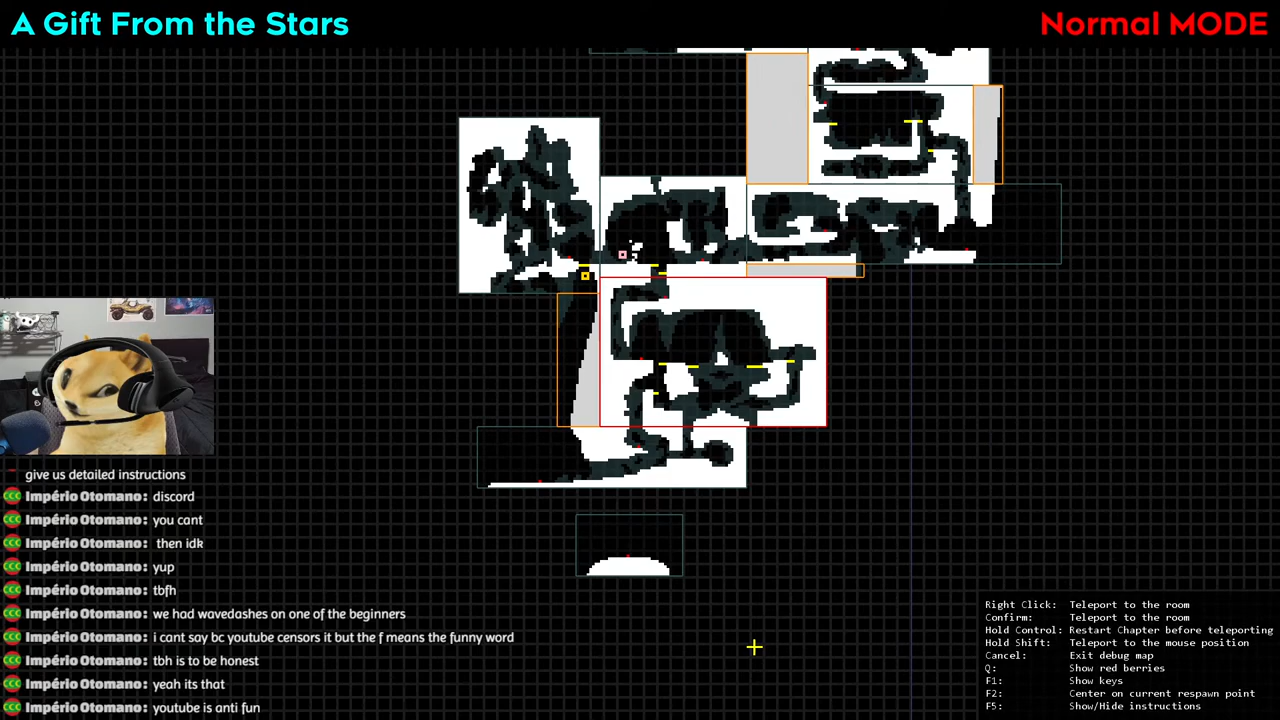 A Gift From the Stars
Normal MODE
give us detailed instructions
Império Otomano: discord
Império Otomano: you cant
Império Otomano: then idk
Império Otomano: yup
Império Otomano: tbfh
Império Otomano: we had wavedashes on one of the beginners
Império Otomano: i cant say bc youtube censors it but the f means the funny word
Império Otomano: tbh is to be honest
Império Otomano: yeah its that
Império Otomano: youtube is anti fun
Right Click: Teleport to the room
Confirm: Teleport to the room
Hold Control: Restart Chapter before teleporting
Hold Shift: Teleport to the mouse position
Cancel: Exit debug map
Q: Show red berries
F1: Show keys
F2: Center on current respawn point
F5: Show/Hide instructions